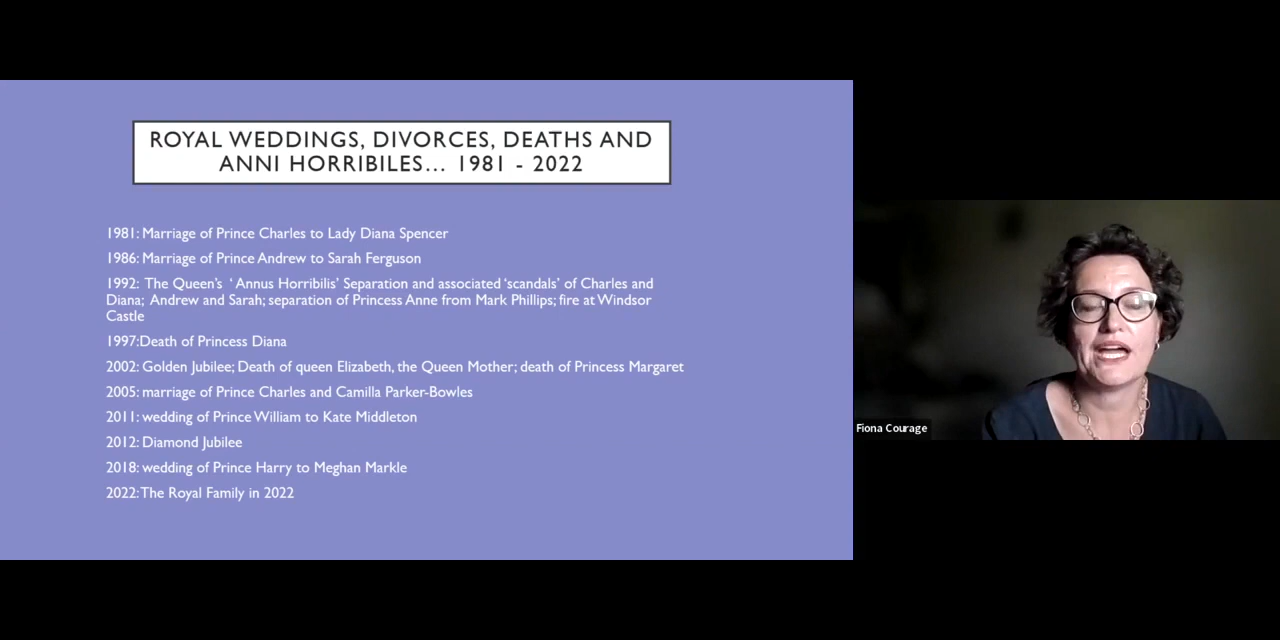 ROYAL WEDDINGS, DIVORCES, DEATHS AND
ANNI HORRIBILES... 1981 - 2022
1981: Marriage of Prince Charles to Lady Diana Spencer
1986: Marriage of Prince Andrew to Sarah Ferguson
1992: The Queen's ‘ Annus Horribilis’ Separation and associated ‘scandals’ of Charles and
Diana; Andrew and Sarah; separation of Princess Anne from Mark Phillips; fire at Windsor
Castle
1997:Death of Princess Diana
2002: Golden Jubilee; Death of queen Elizabeth, the Queen Mother; death of Princess Margaret
2005: marriage of Prince Charles and Camilla Parker-Bowles
2011: wedding of Prince William to Kate Middleton
2012: Diamond Jubilee
2018: wedding of Prince Harry to Meghan Markle
2022:The Royal Family in 2022
Fiona Courage